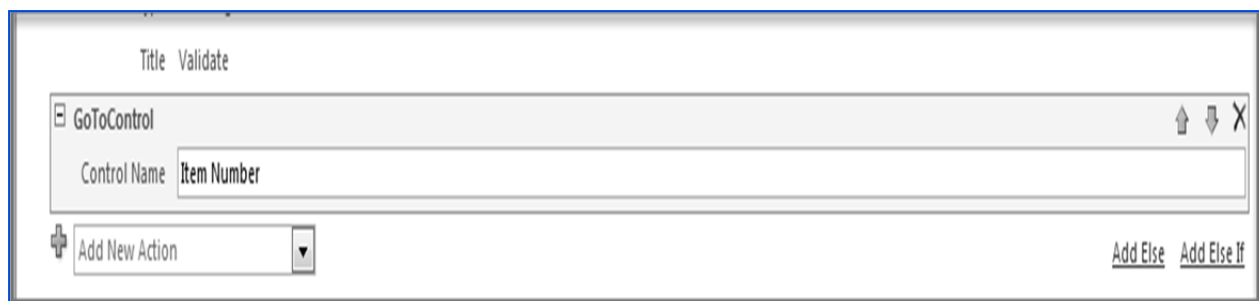 Title Validate
GoToControl
Control Name Item Number
Add New Action
Add Else Add Else If